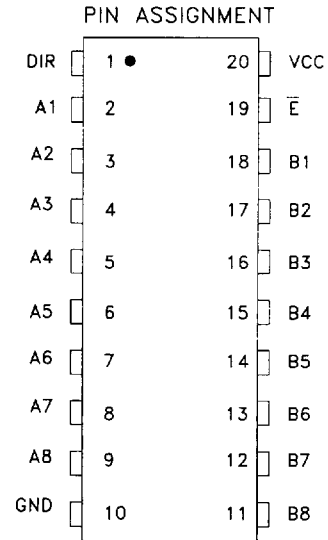 PIN ASSIGNMENT
DIR 1 20 VCC
A1 2 19 E̅
A2 3 18 B1
A3 4 17 B2
A4 5 16 B3
A5 6 15 B4
A6 7 14 B5
A7 8 13 B6
A8 9 12 B7
GND 10 11 B8